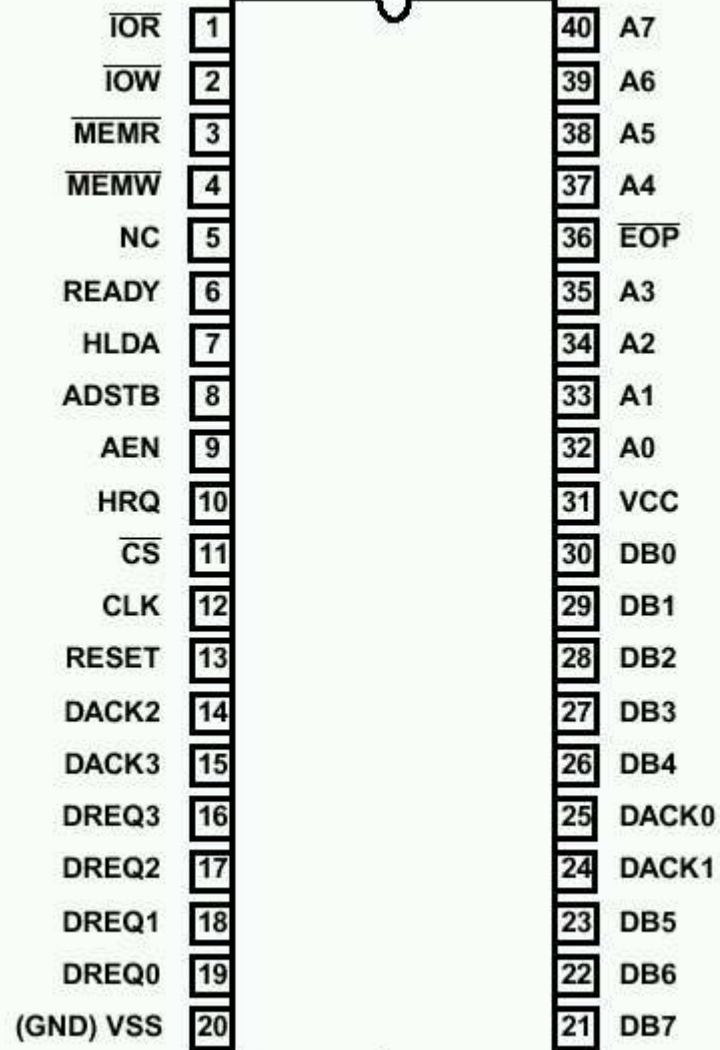 IOR 1 40 A7
IOW 2 39 A6
MEMR 3 38 A5
MEMW 4 37 A4
NC 5 36 EOP
READY 6 35 A3
HLDA 7 34 A2
ADSTB 8 33 A1
AEN 9 32 A0
HRQ 10 31 VCC
CS 11 30 DB0
CLK 12 29 DB1
RESET 13 28 DB2
DACK2 14 27 DB3
DACK3 15 26 DB4
DREQ3 16 25 DACK0
DREQ2 17 24 DACK1
DREQ1 18 23 DB5
DREQ0 19 22 DB6
(GND) VSS 20 21 DB7